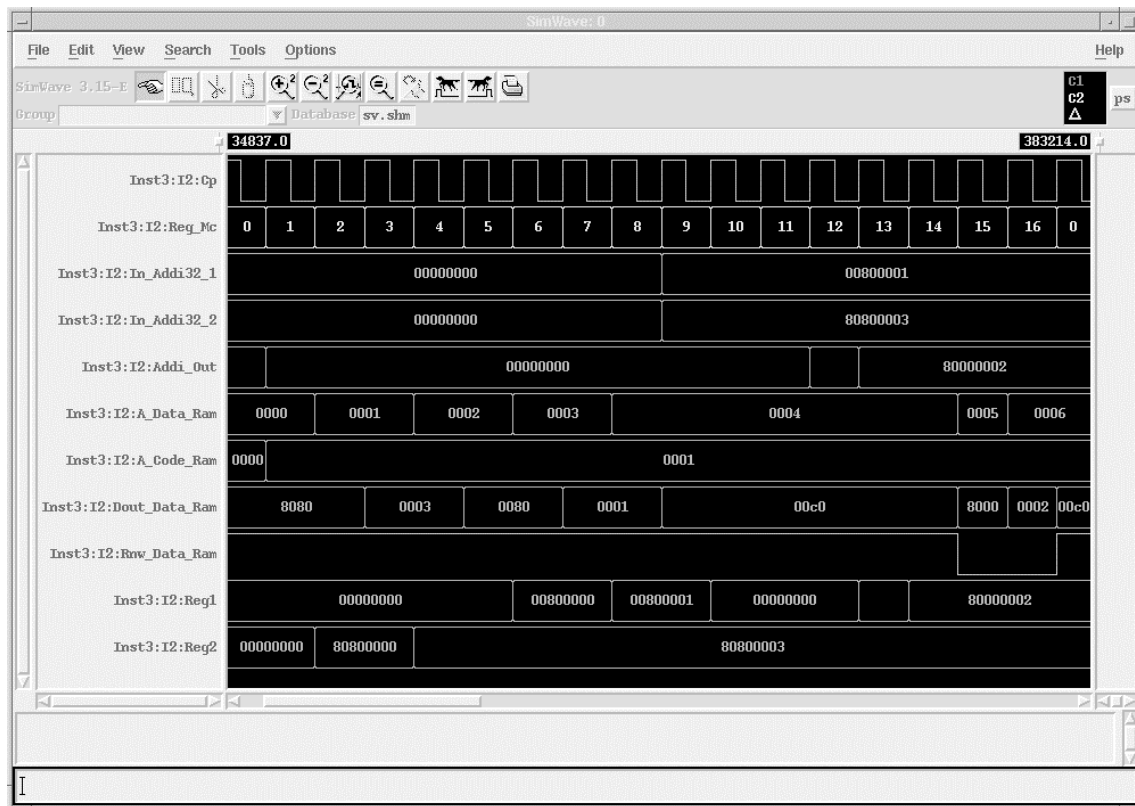 SimWave: 0
File Edit View Search Tools Options Help
SimWave 3.15-E c1
c2 ps
Group Database sv.shm Δ
34837.0 383214.0
Inst3:I2:Cp
Inst3:I2:Reg_Mc 0 1 2 3 4 5 6 7 8 9 10 11 12 13 14 15 16 0
Inst3:I2:In_Addi32_1 00000000 00800001
Inst3:I2:In_Addi32_2 00000000 80800003
Inst3:I2:Addi_Out 00000000 80000002
Inst3:I2:A_Data_Ram 0000 0001 0002 0003 0004 0005 0006
Inst3:I2:A_Code_Ram 0000 0001
Inst3:I2:Dout_Data_Ram 8080 0003 0080 0001 00c0 8000 0002 00c0
Inst3:I2:Rnw_Data_Ram
Inst3:I2:Reg1 00000000 00800000 00800001 00000000 80000002
Inst3:I2:Reg2 00000000 80800000 80800003